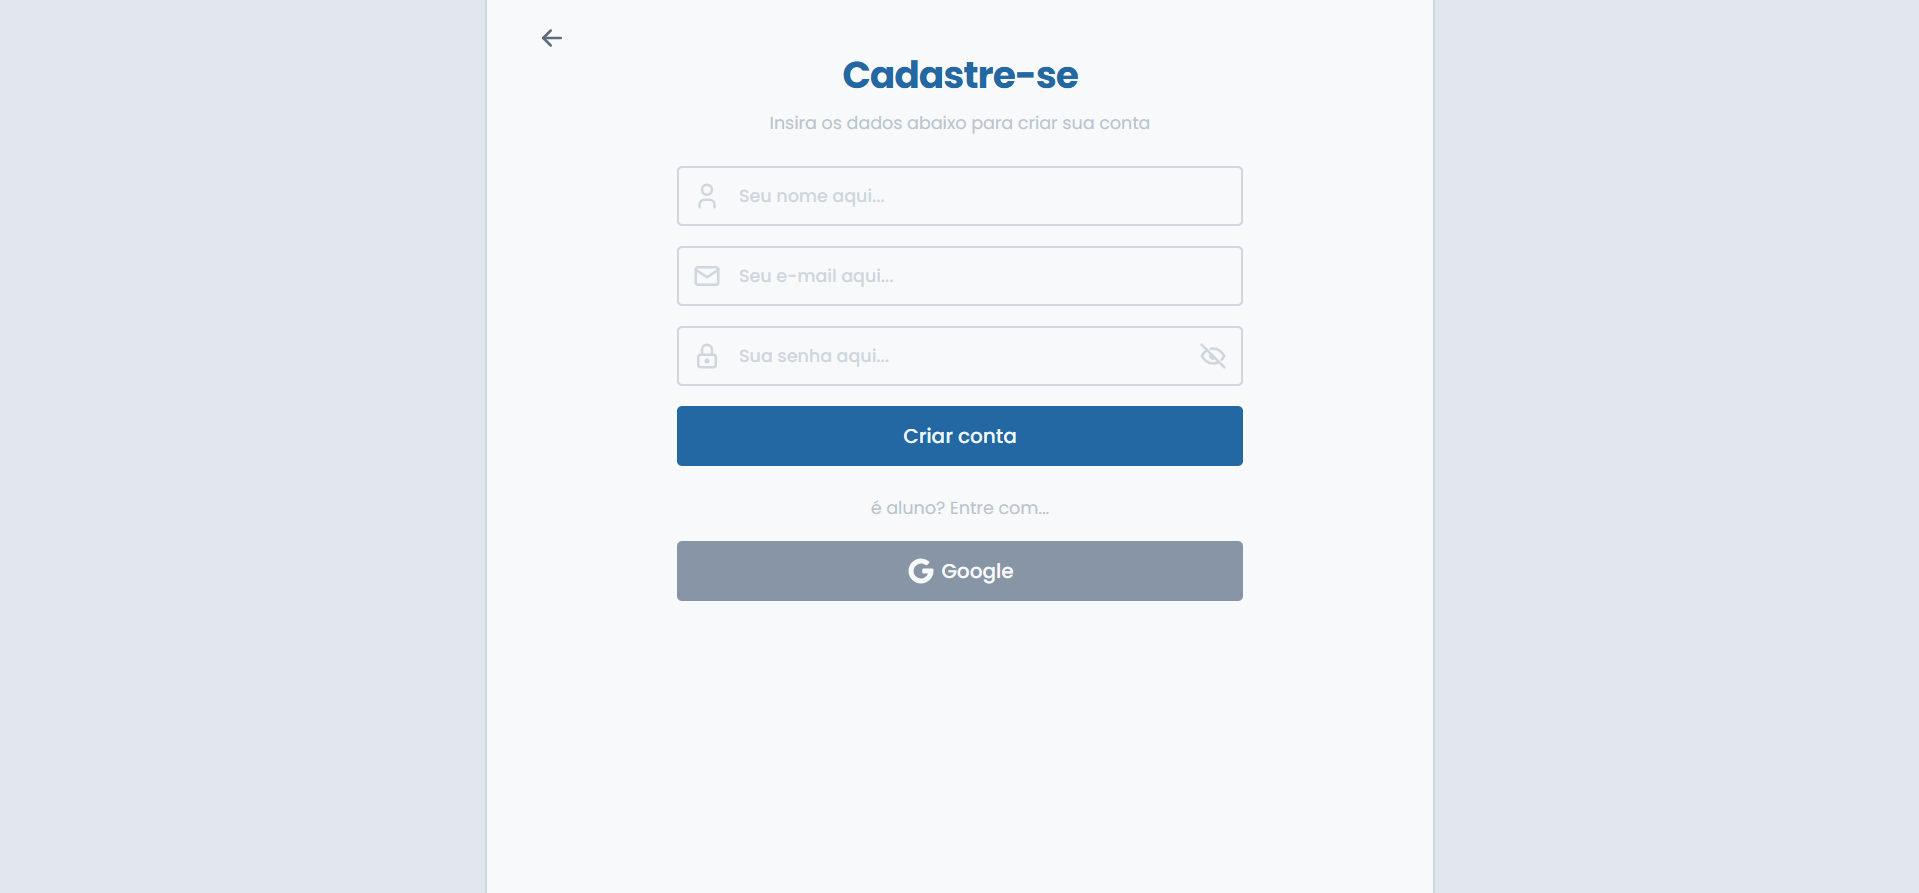 Cadastre-se
Insira os dados abaixo para criar sua conta
Seu nome aqui...
Seu e-mail aqui...
Sua senha aqui...
Criar conta
é aluno? Entre com...
Google